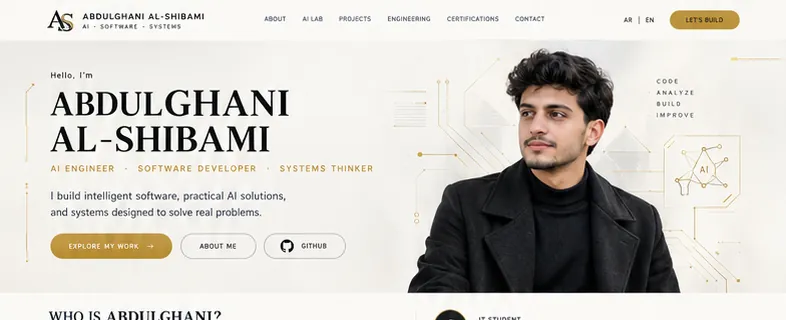 AS
ABDULGHANI AL-SHIBAMI
AI · SOFTWARE · SYSTEMS
ABOUT AI LAB PROJECTS ENGINEERING CERTIFICATIONS CONTACT
AR | EN
LET'S BUILD
Hello, I'm
ABDULGHANI
AL-SHIBAMI
AI ENGINEER · SOFTWARE DEVELOPER · SYSTEMS THINKER
I build intelligent software, practical AI solutions,
and systems designed to solve real problems.
EXPLORE MY WORK →
ABOUT ME
GITHUB
CODE
ANALYZE
BUILD
IMPROVE
AI
WHO IS ABDULGHANI?
IT STUDENT